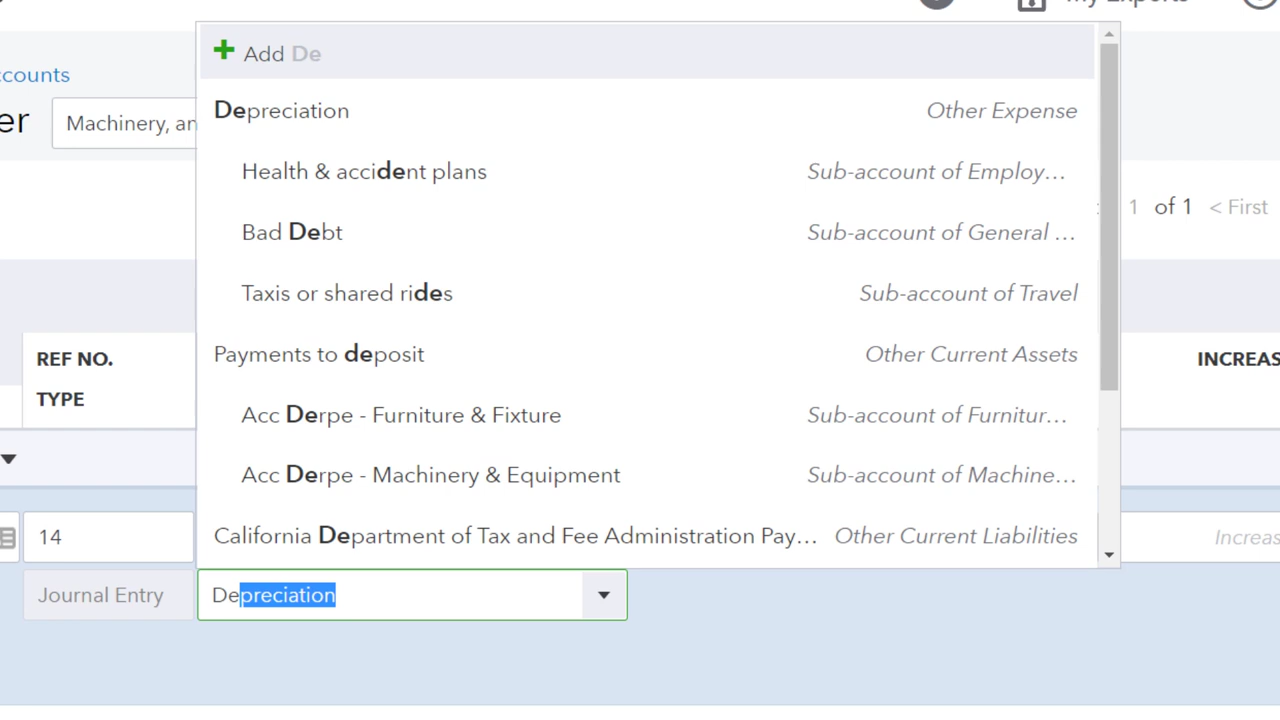 My Experts
Add De
ccounts
Depreciation Other Expense
er Machinery, an
Health & accident plans Sub-account of Employ…
1 of 1 < First
Bad Debt Sub-account of General …
Taxis or shared rides Sub-account of Travel
REF NO. Payments to deposit Other Current Assets INCREAS
TYPE
Acc Derpe - Furniture & Fixture Sub-account of Furnitur…
Acc Derpe - Machinery & Equipment Sub-account of Machine…
14 California Department of Tax and Fee Administration Pay… Other Current Liabilities Increas
Journal Entry Depreciation